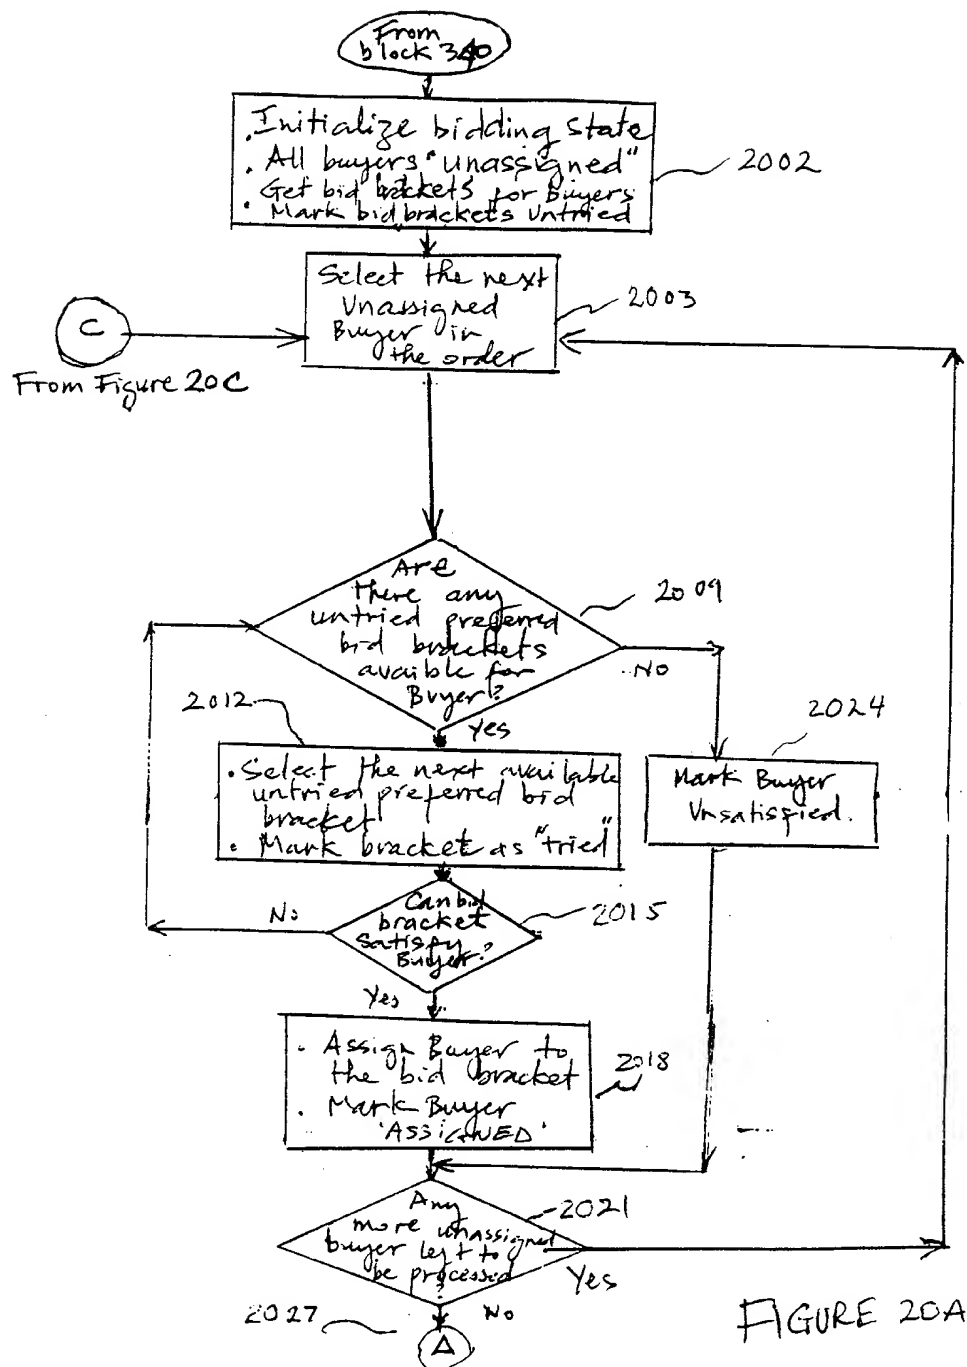 From
block 340
. Initialize bidding state
. All buyers "unassigned"
. Get bid brackets for Buyers
. Mark bid brackets untried
2002
Select the next
Unassigned
Buyer in
the order
2003
C
From Figure 20C
Are
there any
untried preferred
bid brackets
avaible for
Buyer?
2009
No
Yes
2012
. Select the next available
untried preferred bid
bracket
. Mark bracket as "tried"
2024
Mark Buyer
Unsatisfied.
Can bid
bracket
Satisfy
Buyer?
2015
No
Yes
. Assign Buyer to
the bid bracket
. Mark Buyer
'ASSIGNED'
2018
Any
more unassigned
buyer left to
be processed
?
2021
Yes
No
2027
A
FIGURE 20A